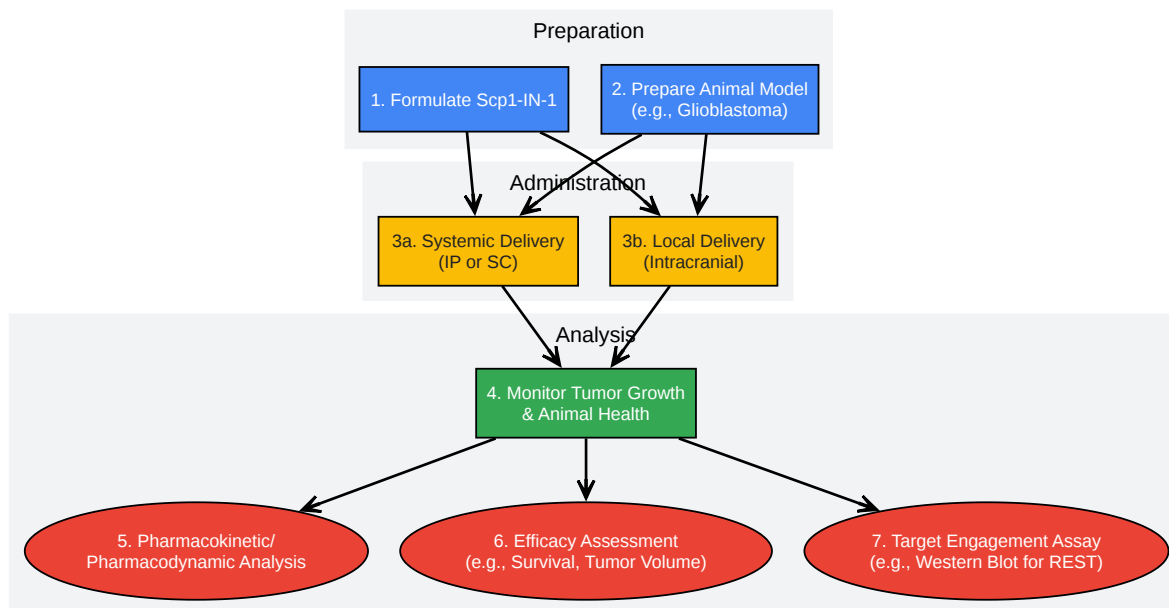 Preparation
1. Formulate Scp1-IN-1
2. Prepare Animal Model
(e.g., Glioblastoma)
Administration
3a. Systemic Delivery
(IP or SC)
3b. Local Delivery
(Intracranial)
Analysis
4. Monitor Tumor Growth
& Animal Health
5. Pharmacokinetic/
Pharmacodynamic Analysis
6. Efficacy Assessment
(e.g., Survival, Tumor Volume)
7. Target Engagement Assay
(e.g., Western Blot for REST)